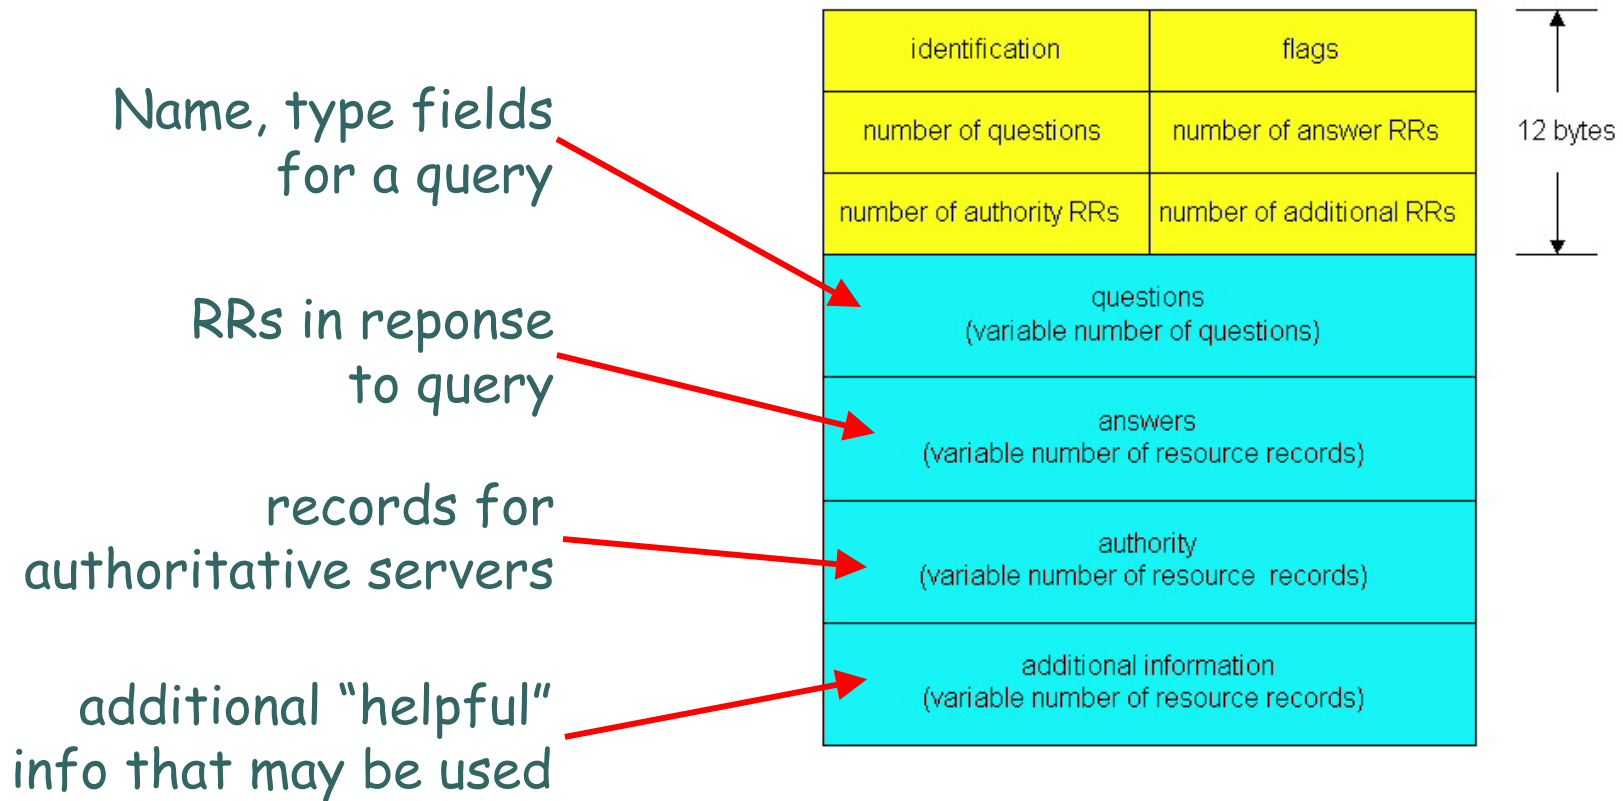 Name, type fields
for a query
RRs in reponse
to query
records for
authoritative servers
additional “helpful”
info that may be used
identification
flags
number of questions
number of answer RRs
number of authority RRs
number of additional RRs
12 bytes
questions
(variable number of questions)
answers
(variable number of resource records)
authority
(variable number of resource records)
additional information
(variable number of resource records)